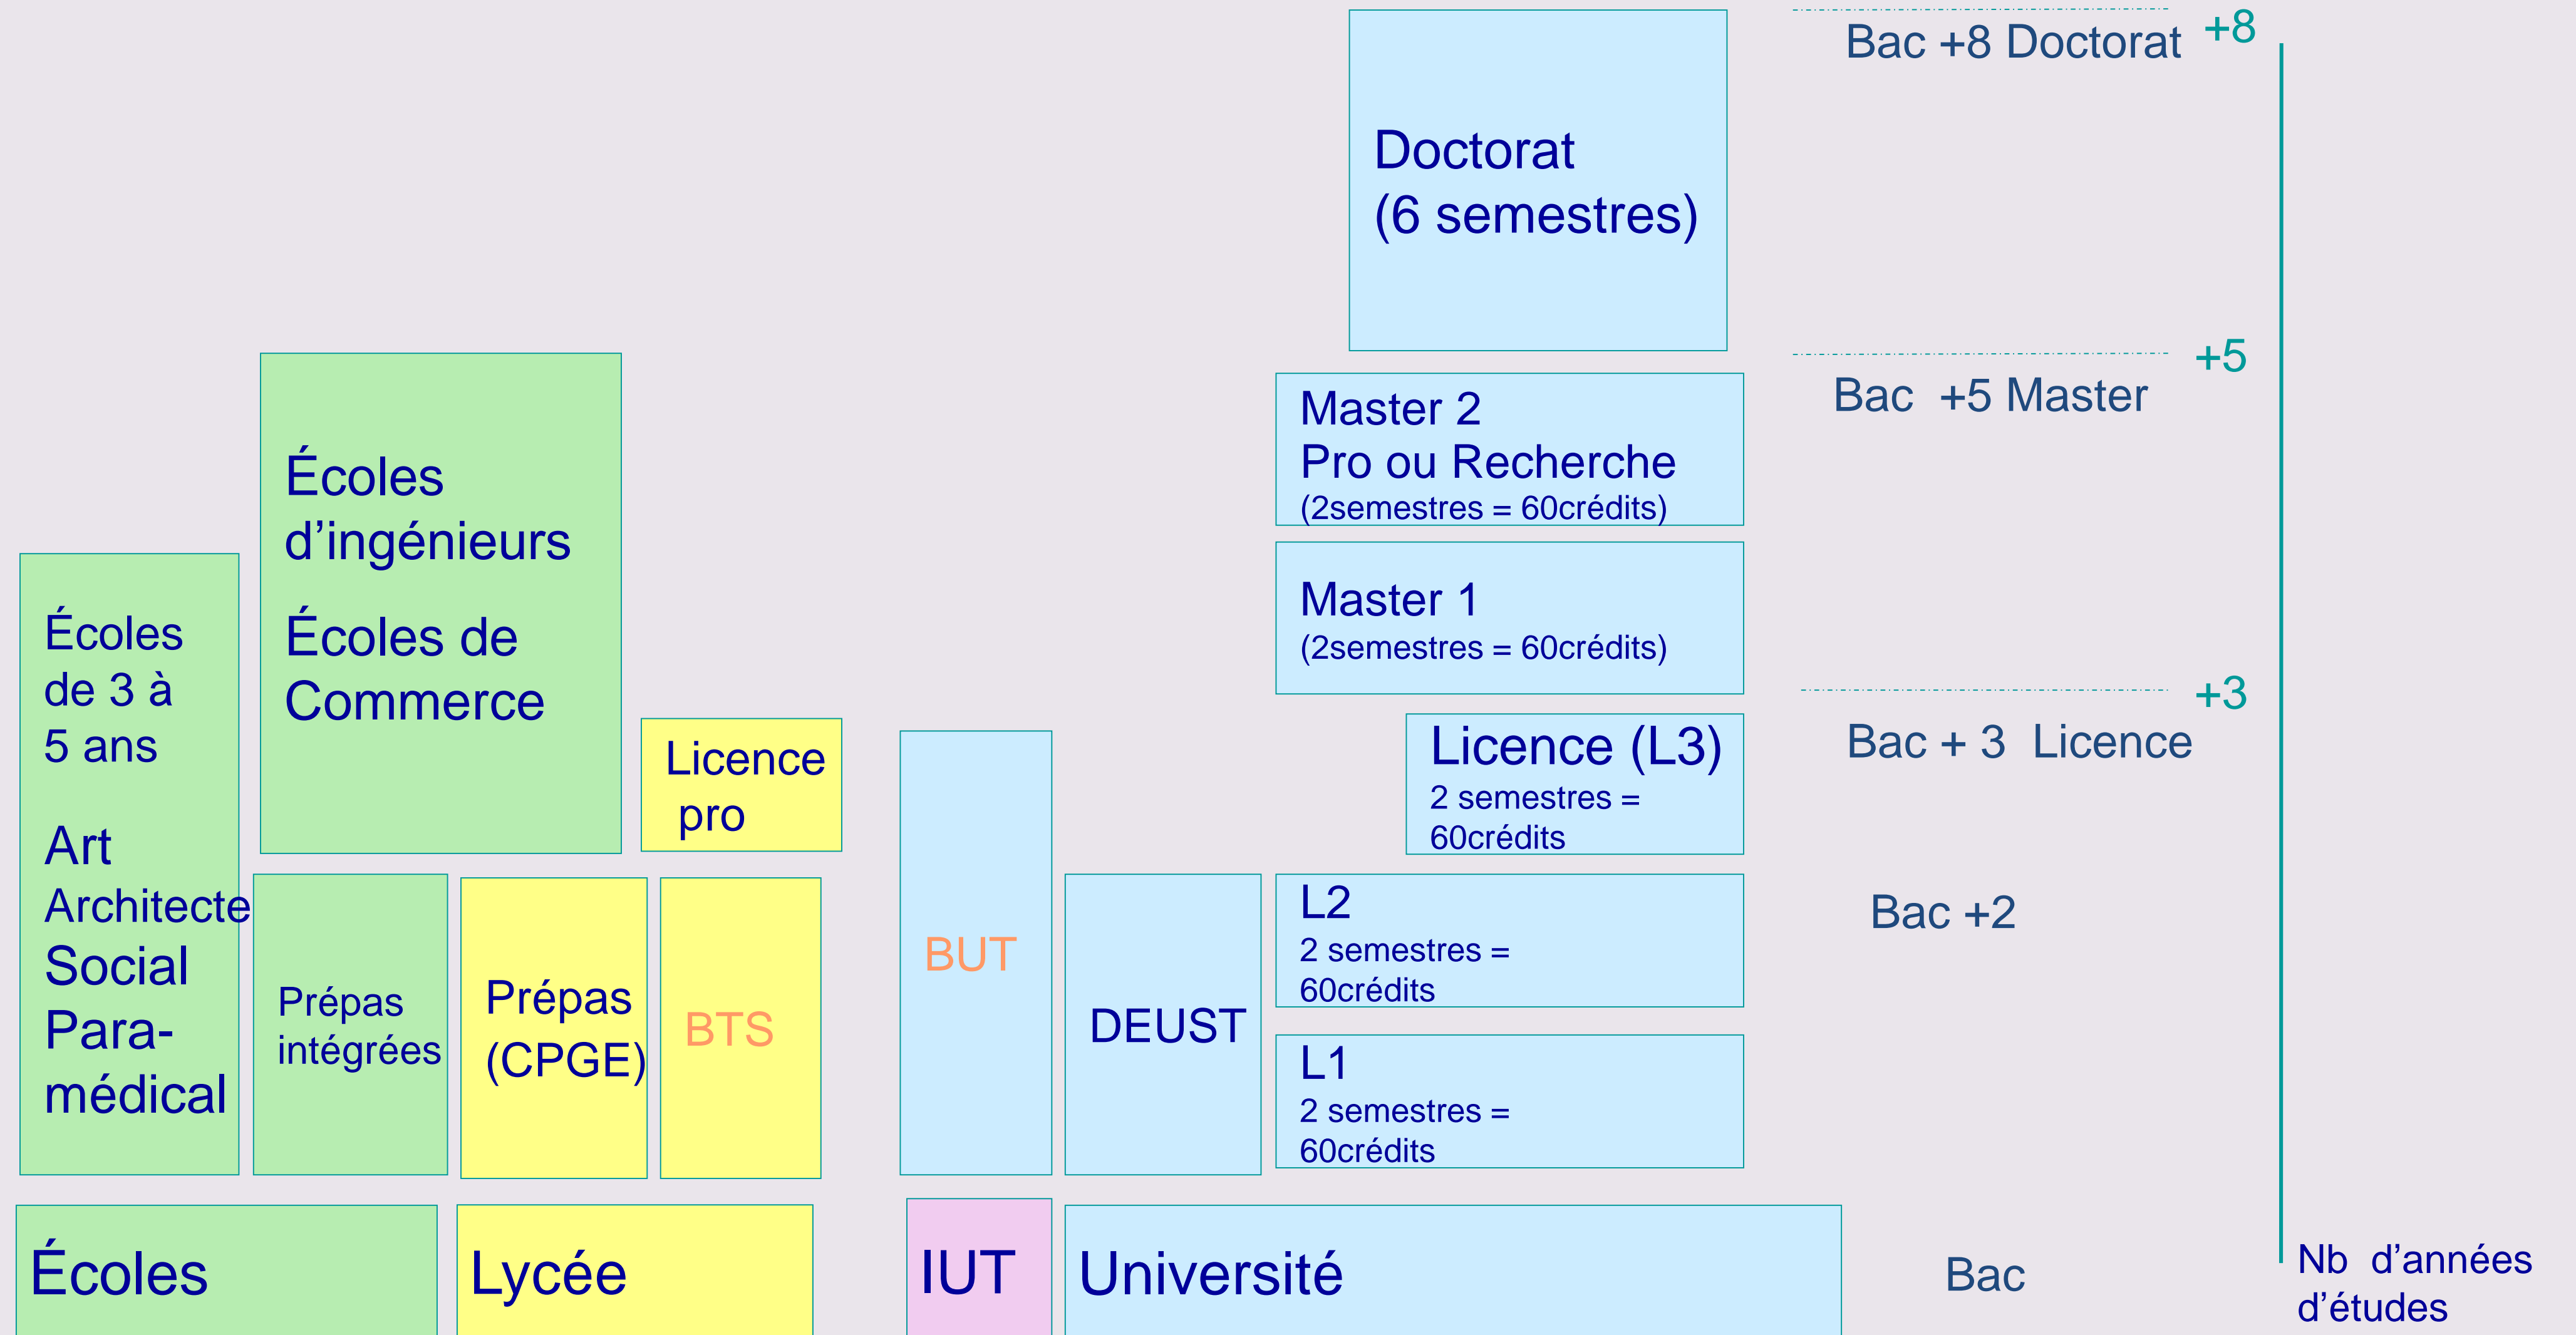 Bac +8 Doctorat
+8
Doctorat
(6 semestres)
+5
Bac +5 Master
Master 2
Pro ou Recherche
(2semestres = 60crédits)
Écoles
d’ingénieurs
Écoles de
Commerce
Master 1
(2semestres = 60crédits)
Écoles
de 3 à
5 ans
Art
Architecte
Social
Para-
médical
+3
Bac + 3 Licence
Licence
pro
Licence (L3)
2 semestres =
60crédits
Prépas
intégrées
Prépas
(CPGE)
BTS
BUT
DEUST
L2
2 semestres =
60crédits
Bac +2
L1
2 semestres =
60crédits
Écoles
Lycée
IUT
Université
Bac
Nb d’années
d’études